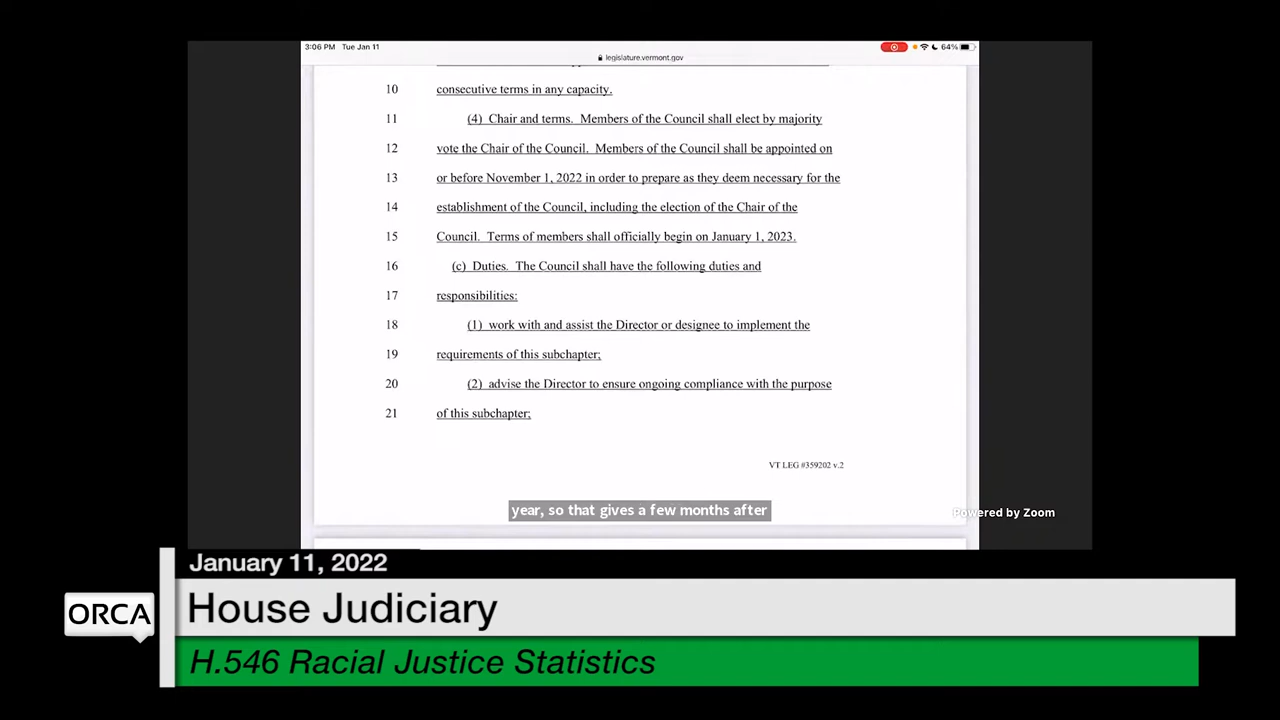 3:06 PM Tue Jan 11
64%
legislature.vermont.gov
10 consecutive terms in any capacity.
11 (4) Chair and terms. Members of the Council shall elect by majority
12 vote the Chair of the Council. Members of the Council shall be appointed on
13 or before November 1, 2022 in order to prepare as they deem necessary for the
14 establishment of the Council, including the election of the Chair of the
15 Council. Terms of members shall officially begin on January 1, 2023.
16 (c) Duties. The Council shall have the following duties and
17 responsibilities:
18 (1) work with and assist the Director or designee to implement the
19 requirements of this subchapter;
20 (2) advise the Director to ensure ongoing compliance with the purpose
21 of this subchapter;
VT LEG #359202 v.2
year, so that gives a few months after
Powered by Zoom
January 11, 2022
ORCA
House Judiciary
H.546 Racial Justice Statistics